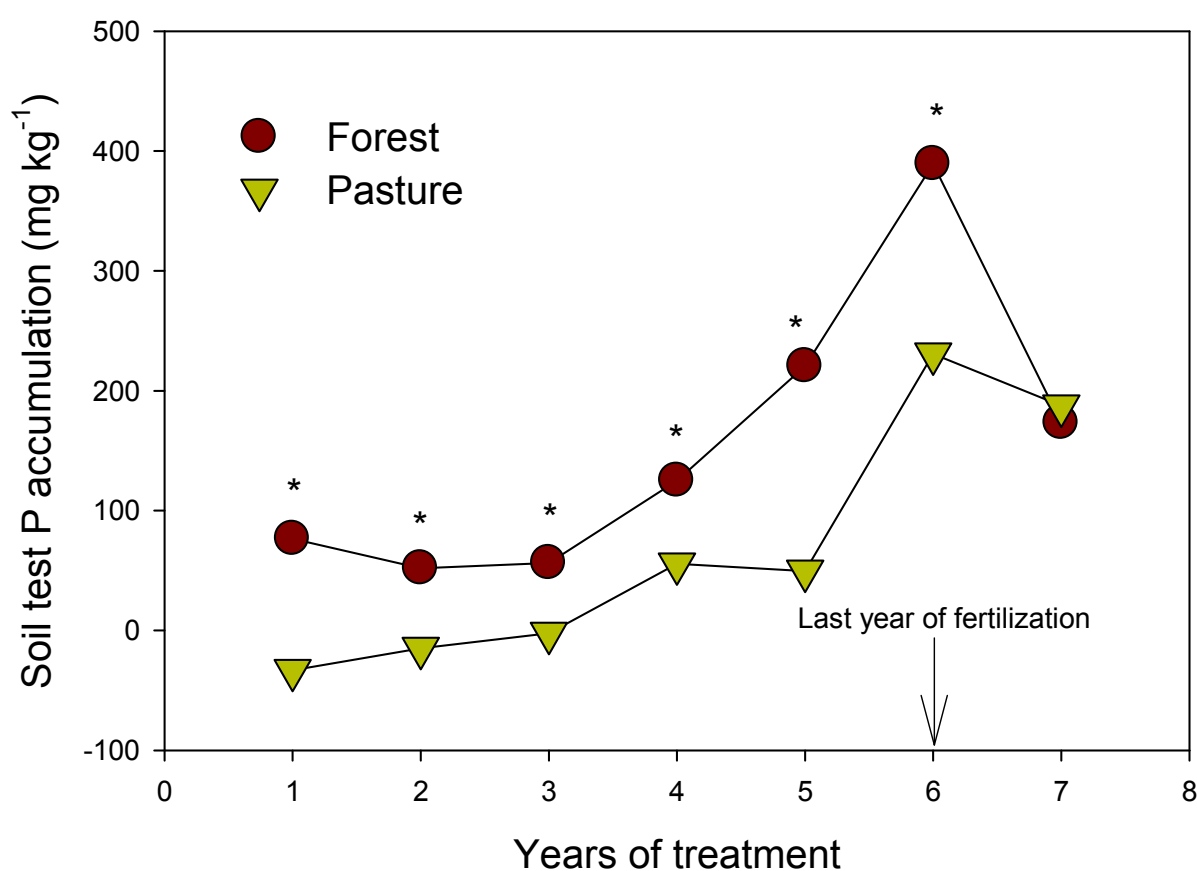 500
400
300
200
100
0
-100
Soil test P accumulation (mg kg⁻¹)
Forest
Pasture
*
*
*
*
*
*
Last year of fertilization
0 1 2 3 4 5 6 7 8
Years of treatment